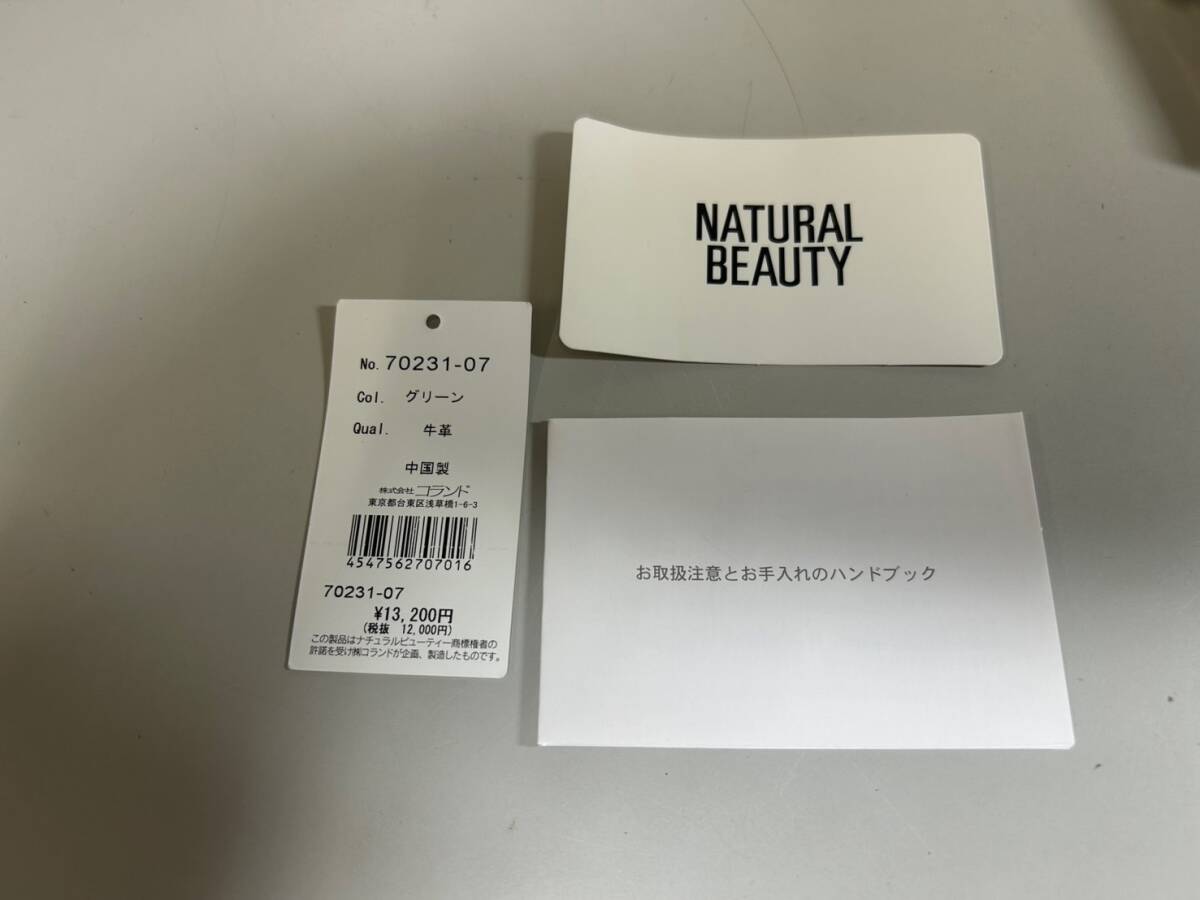 NATURAL
BEAUTY
No. 70231-07
Col. グリーン
Qual. 牛革
中国製
株式会社コランド
東京都台東区浅草橋1-6-3
4547562707016
70231-07
¥13,200円
(税抜 12,000円)
この製品はナチュラルビューティー商標権者の
許諾を受け㈱コランドが企画、製造したものです。
お取扱注意とお手入れのハンドブック